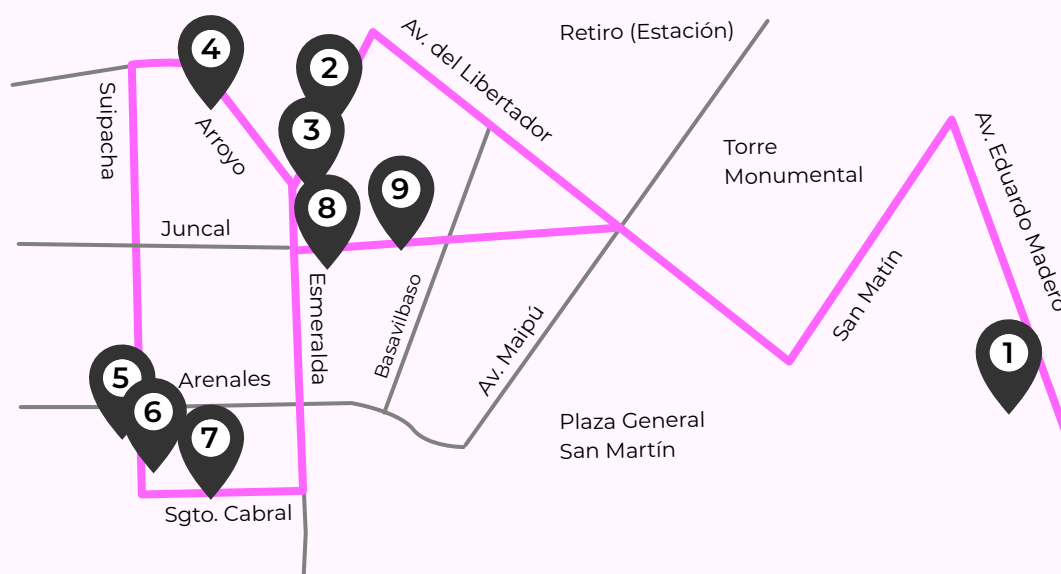 Retiro (Estación)
Av. del Libertador
4
2
Suipacha
Arroyo
3
Torre
Monumental
Av. Eduardo Madero
9
8
Juncal
Esmeralda
Basavilbaso
San Matín
Av. Maipú
1
5
Arenales
6
7
Plaza General
San Martín
Sgto. Cabral